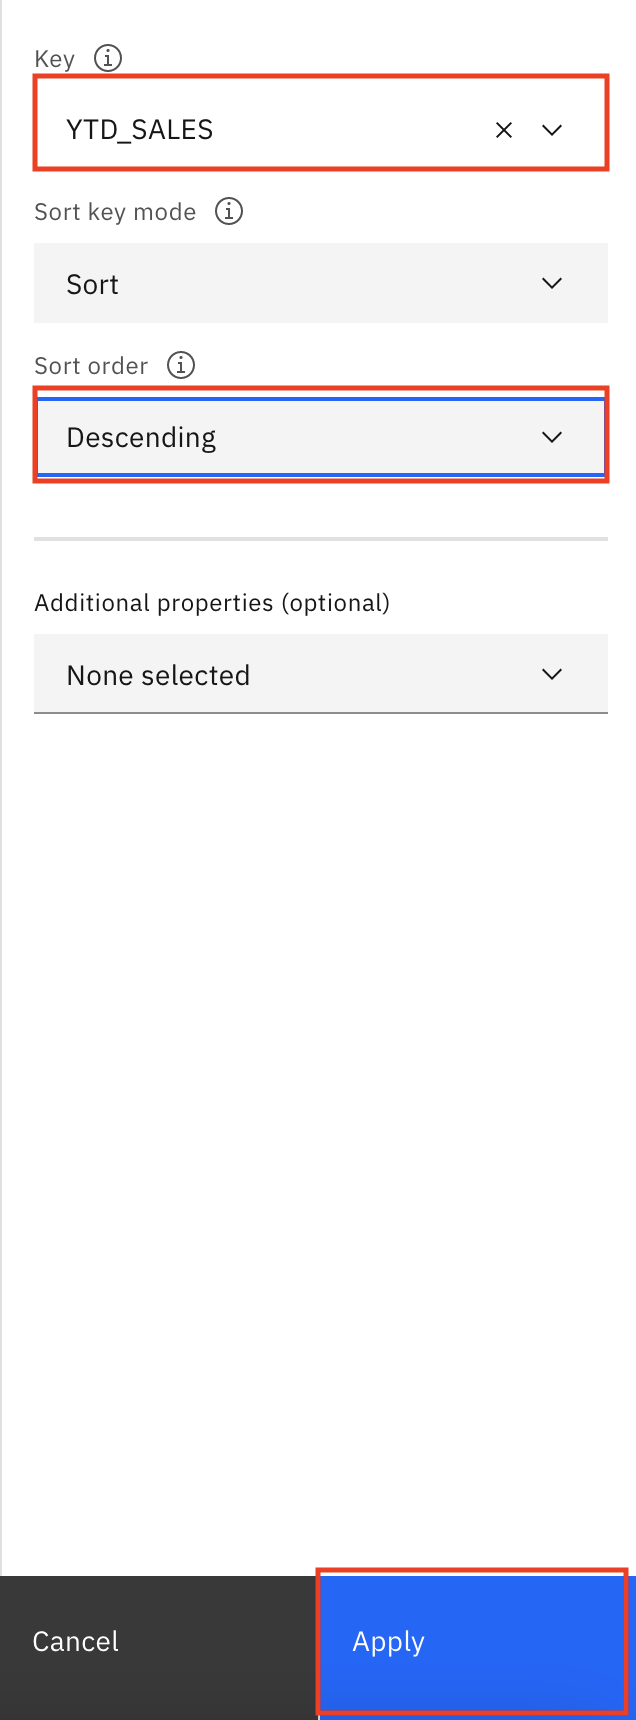 Key
YTD_SALES
Sort key mode
Sort
Sort order
Descending
Additional properties (optional)
None selected
Cancel
Apply